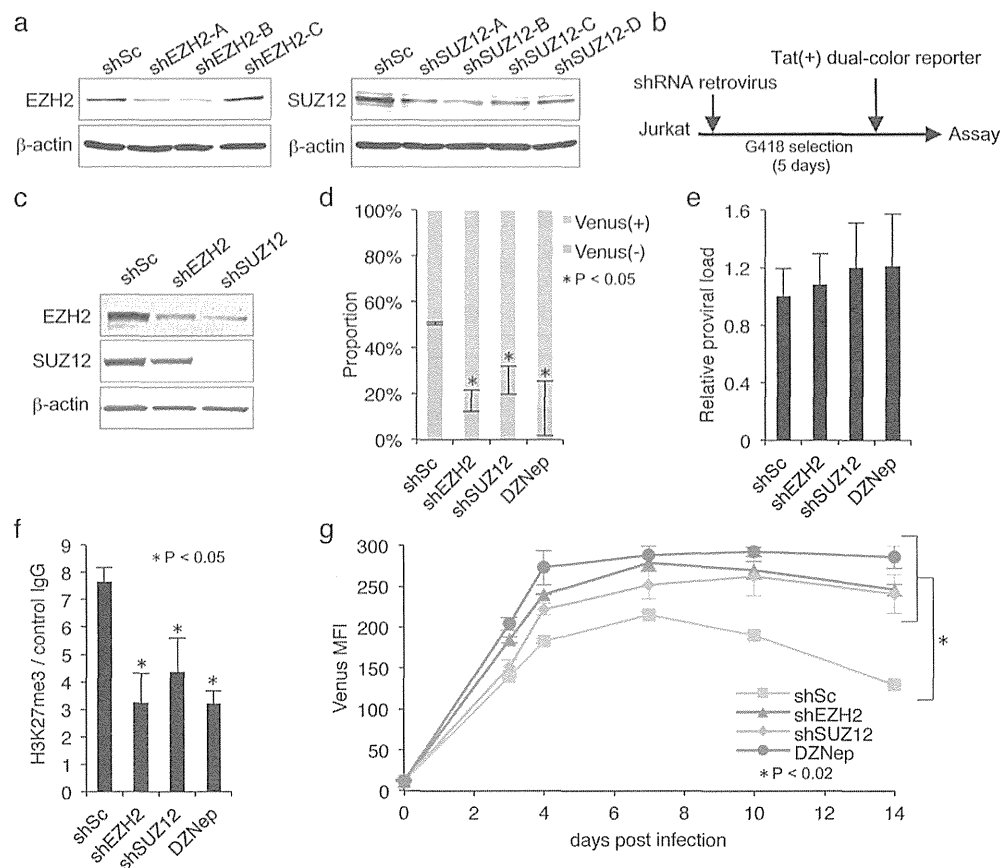 a
shSc
shEZH2-A
shEZH2-B
shEZH2-C
EZH2
β-actin
shSc
shSUZ12-A
shSUZ12-B
shSUZ12-C
shSUZ12-D
SUZ12
β-actin
b
Tat(+) dual-color reporter
shRNA retrovirus
Jurkat
Assay
G418 selection
(5 days)
c
shSc
shEZH2
shSUZ12
EZH2
SUZ12
β-actin
d
100%
80%
60%
40%
20%
0%
Proportion
Venus(+)
Venus(-)
* P < 0.05
*
*
*
shSc
shEZH2
shSUZ12
DZNep
e
1.6
1.2
0.8
0.4
0
Relative proviral load
shSc
shEZH2
shSUZ12
DZNep
f
9
8
7
6
5
4
3
2
1
0
H3K27me3 / control IgG
* P < 0.05
*
*
*
shSc
shEZH2
shSUZ12
DZNep
g
300
250
200
150
100
50
0
Venus MFI
0 2 4 6 8 10 12 14
days post infection
shSc
shEZH2
shSUZ12
DZNep
* P < 0.02
*